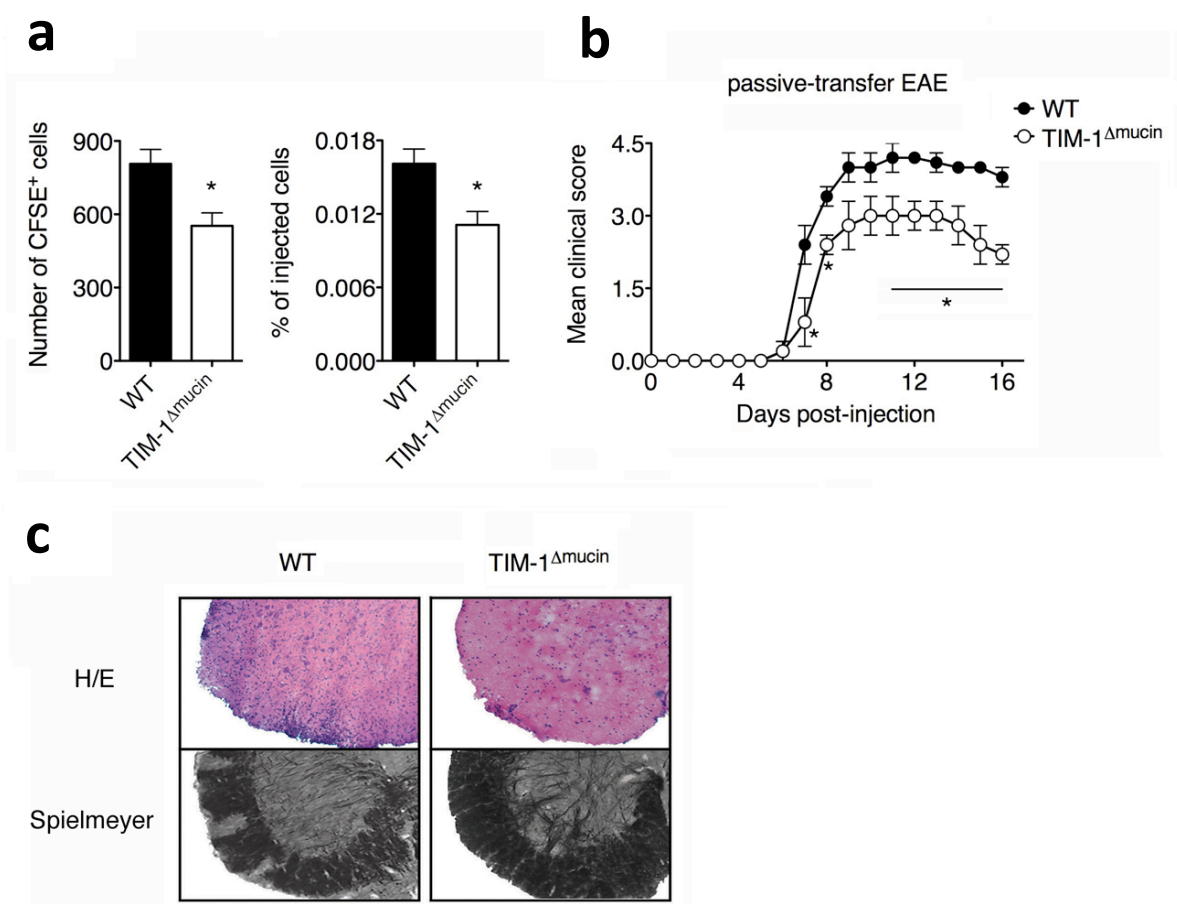 a
Number of CFSE⁺ cells
900
600
300
0
*
WT
TIM-1Δmucin
% of injected cells
0.018
0.012
0.006
0.000
*
WT
TIM-1Δmucin
b
passive-transfer EAE
WT
TIM-1Δmucin
Mean clinical score
4.5
3.0
1.5
0.0
*
*
*
0 4 8 12 16
Days post-injection
c
WT TIM-1Δmucin
H/E
Spielmeyer